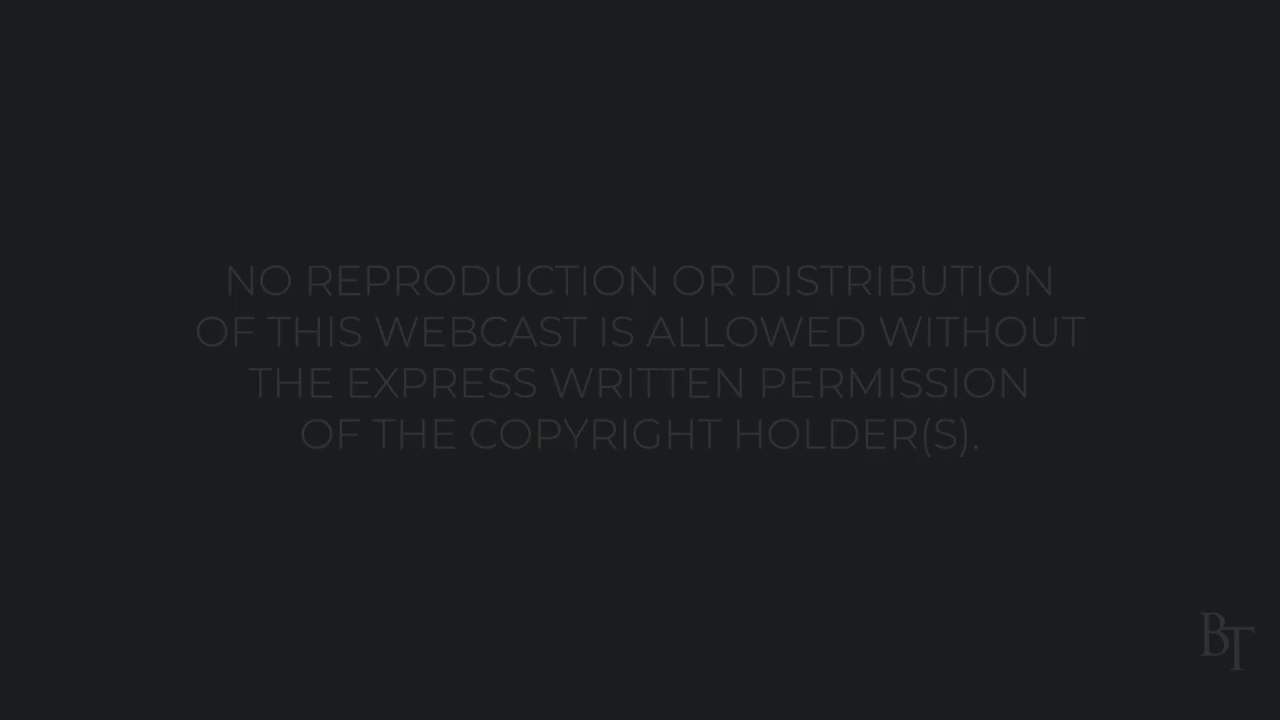 NO REPRODUCTION OR DISTRIBUTION
OF THIS WEBCAST IS ALLOWED WITHOUT
THE EXPRESS WRITTEN PERMISSION
OF THE COPYRIGHT HOLDER(S).
BT